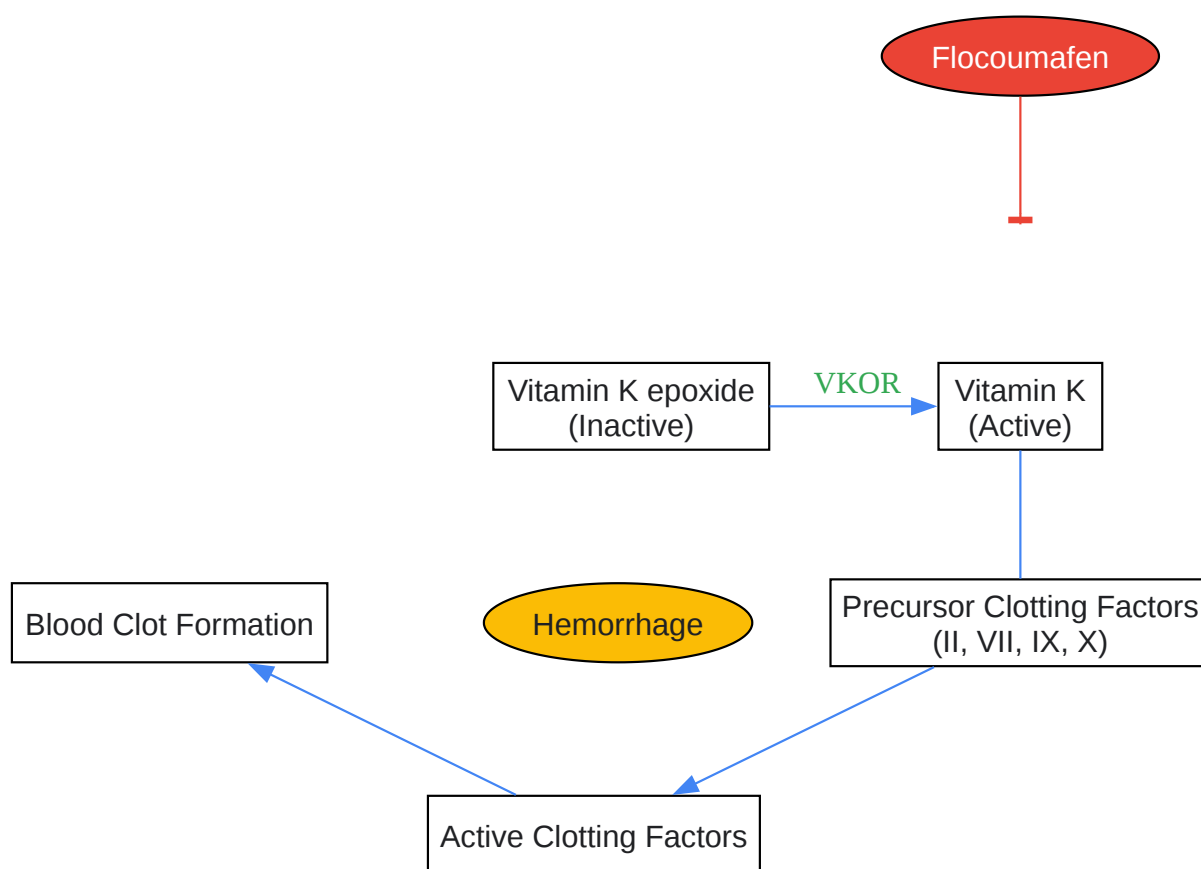 Flocoumafen
Vitamin K epoxide
(Inactive)
VKOR
Vitamin K
(Active)
Blood Clot Formation
Hemorrhage
Precursor Clotting Factors
(II, VII, IX, X)
Active Clotting Factors